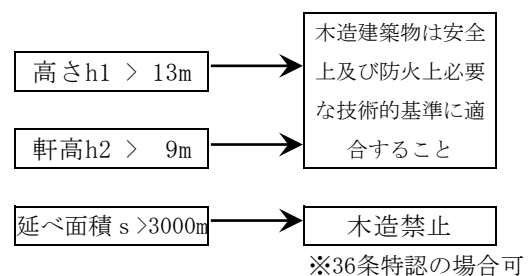 高さh1 > 13m
木造建築物は安全
上及び防火上必要
な技術的基準に適
合すること
軒高h2 > 9m
延べ面積s>3000m
木造禁止
※36条特認の場合可